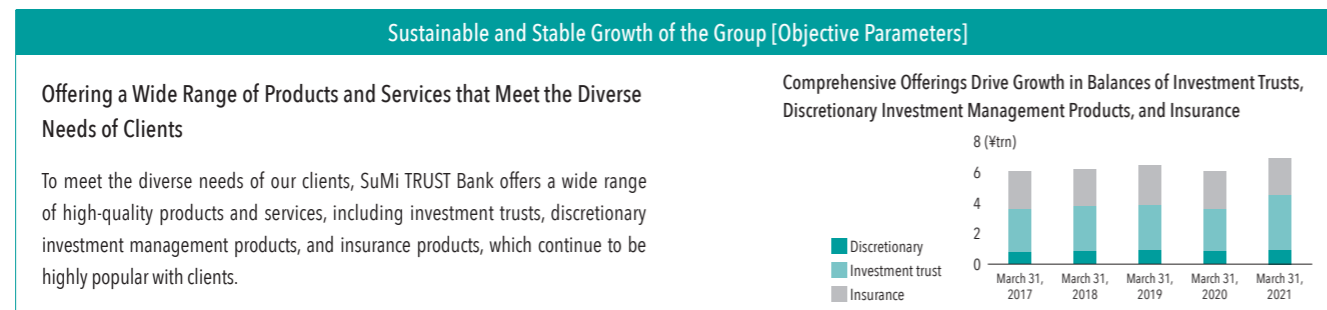 Sustainable and Stable Growth of the Group [Objective Parameters]
Offering a Wide Range of Products and Services that Meet the Diverse
Needs of Clients
To meet the diverse needs of our clients, SuMi TRUST Bank offers a wide range
of high-quality products and services, including investment trusts, discretionary
investment management products, and insurance products, which continue to be
highly popular with clients.
Comprehensive Offerings Drive Growth in Balances of Investment Trusts,
Discretionary Investment Management Products, and Insurance
8 (¥trn)
6
4
2
0
Discretionary
Investment trust
Insurance
March 31, March 31, March 31, March 31, March 31,
2017 2018 2019 2020 2021